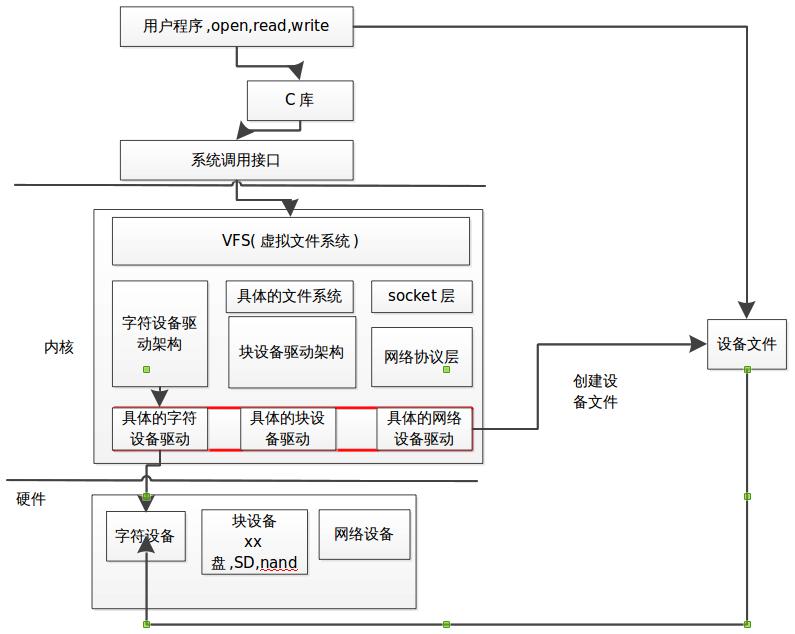 用户程序,open,read,write
C 库
系统调用接口
VFS( 虚拟文件系统 )
字符设备驱
动架构
具体的文件系统
socket 层
块设备驱动架构
网络协议层
内核
具体的字符
设备驱动
具体的块设
备驱动
具体的网络
设备驱动
设备文件
创建设
备文件
硬件
字符设备
块设备
xx
盘,SD,nand
网络设备